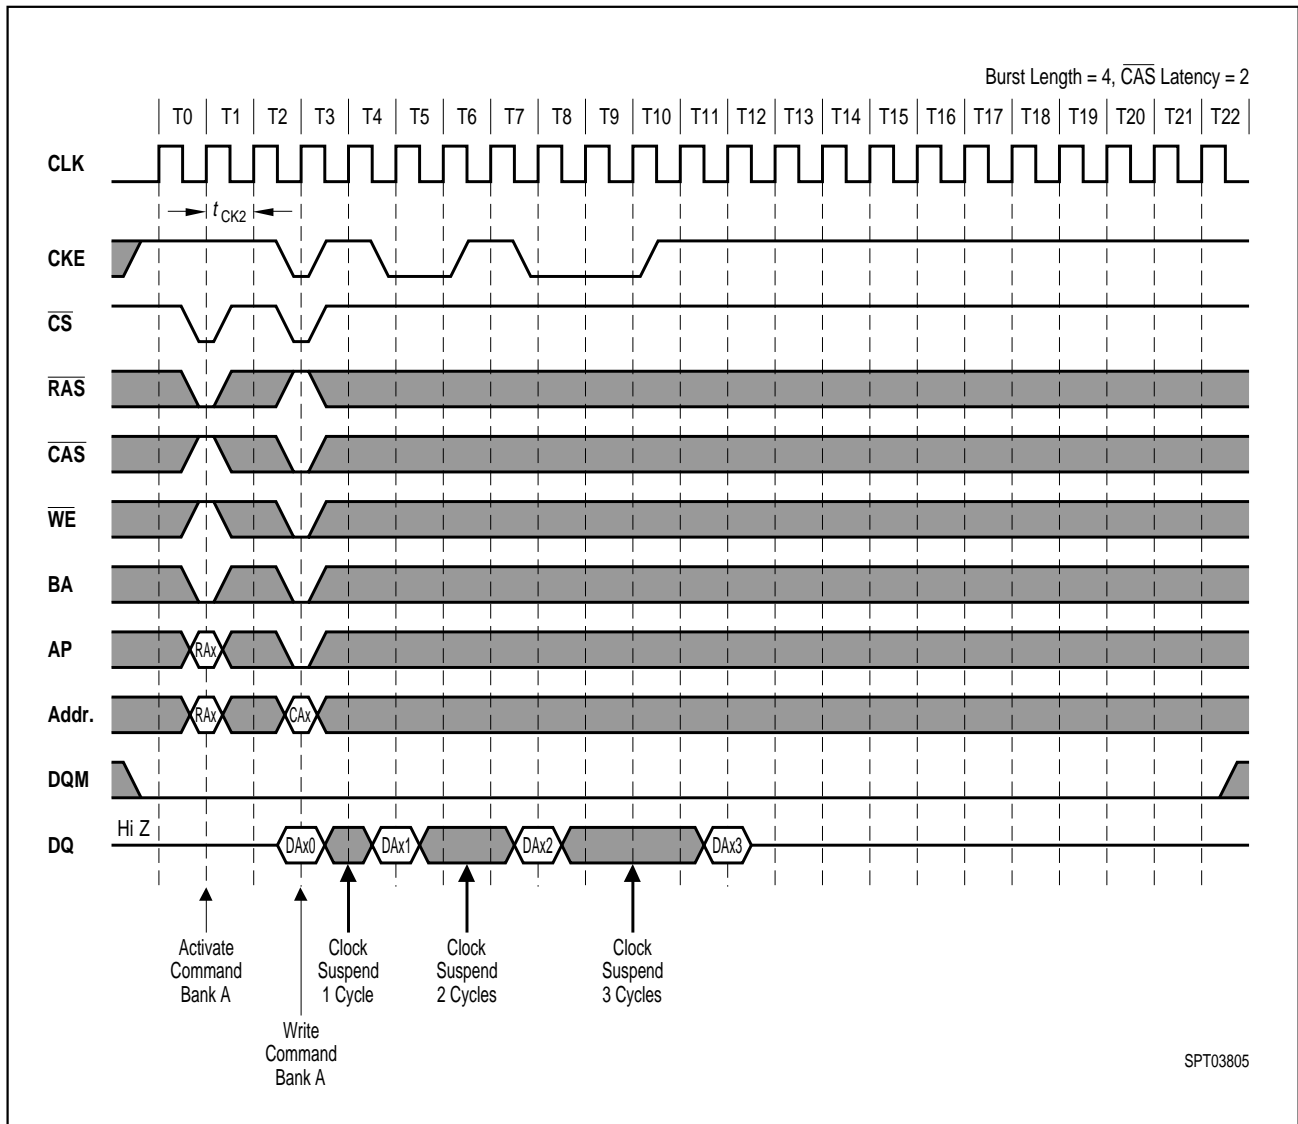 Burst Length = 4, CAS Latency = 2
T0 T1 T2 T3 T4 T5 T6 T7 T8 T9 T10 T11 T12 T13 T14 T15 T16 T17 T18 T19 T20 T21 T22
CLK
t CK2
CKE
CS
RAS
CAS
WE
BA
AP
RAx
Addr.
RAx CAx
DQM
Hi Z
DQ
DAx0 DAx1 DAx2 DAx3
Activate
Command
Bank A
Write
Command
Bank A
Clock
Suspend
1 Cycle
Clock
Suspend
2 Cycles
Clock
Suspend
3 Cycles
SPT03805